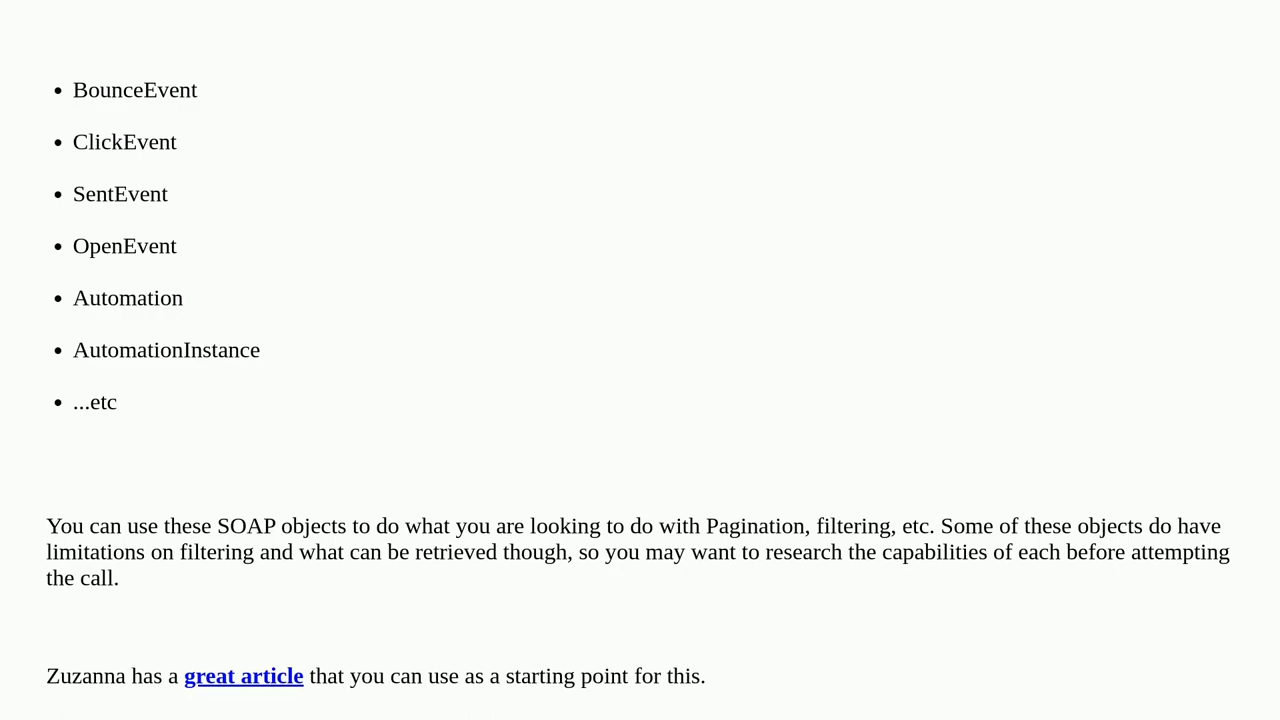 • BounceEvent
• ClickEvent
• SentEvent
• OpenEvent
• Automation
• AutomationInstance
• ...etc
You can use these SOAP objects to do what you are looking to do with Pagination, filtering, etc. Some of these objects do have
limitations on filtering and what can be retrieved though, so you may want to research the capabilities of each before attempting
the call.
Zuzanna has a great article that you can use as a starting point for this.